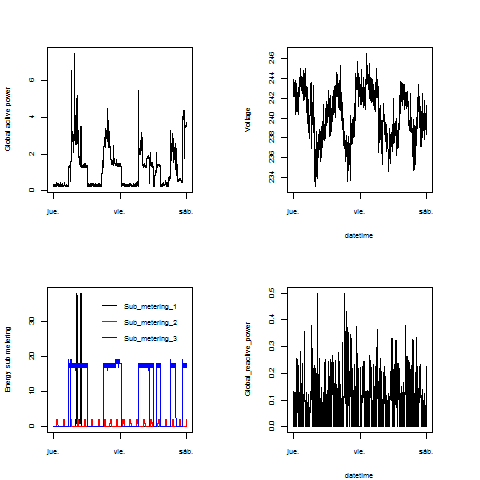 Global active power
0 2 4 6
jue. vie. sáb.
Voltage
234 236 238 240 242 244 246
jue. vie. sáb.
datetime
Energy sub metering
0 10 20 30
Sub_metering_1
Sub_metering_2
Sub_metering_3
jue. vie. sáb.
Global_reactive_power
0.0 0.1 0.2 0.3 0.4 0.5
jue. vie. sáb.
datetime